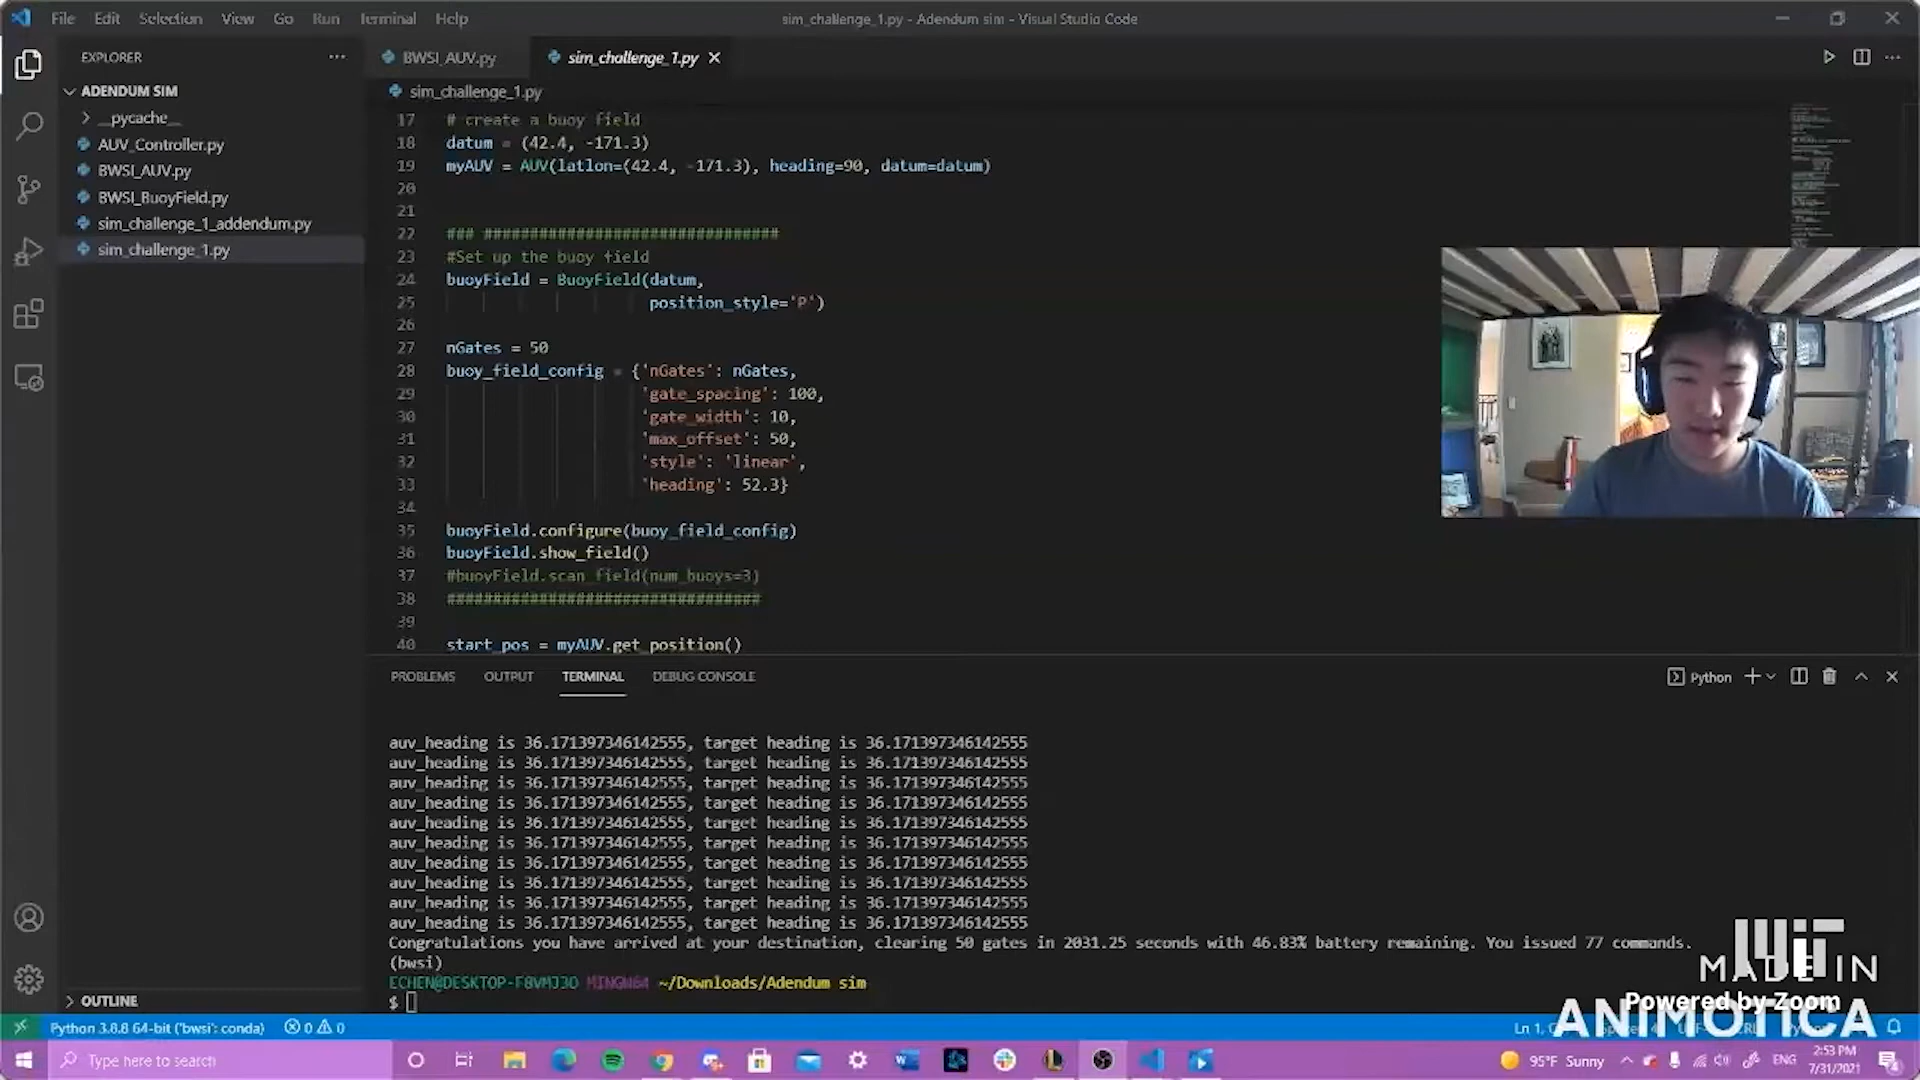 File Edit Selection View Go Run Terminal Help
sim_challenge_1.py - Adendum sim - Visual Studio Code
EXPLORER
BWSI_AUV.py
sim_challenge_1.py
ADENDUM SIM
sim_challenge_1.py
__pycache__
AUV_Controller.py
BWSI_AUV.py
BWSI_BuoyField.py
sim_challenge_1_addendum.py
sim_challenge_1.py
17 # create a buoy field
18 datum = (42.4, -171.3)
19 myAUV = AUV(latlon=(42.4, -171.3), heading=90, datum=datum)
20
21
22 ### ################################
23 #Set up the buoy field
24 buoyField = BuoyField(datum,
25 position_style='P')
26
27 nGates = 50
28 buoy_field_config = {'nGates': nGates,
29 'gate_spacing': 100,
30 'gate_width': 10,
31 'max_offset': 50,
32 'style': 'linear',
33 'heading': 52.3}
34
35 buoyField.configure(buoy_field_config)
36 buoyField.show_field()
37 #buoyField.scan_field(num_buoys=3)
38 ##################################
39
40 start_pos = myAUV.get_position()
PROBLEMS OUTPUT TERMINAL DEBUG CONSOLE
Python
auv_heading is 36.171397346142555, target heading is 36.171397346142555
auv_heading is 36.171397346142555, target heading is 36.171397346142555
auv_heading is 36.171397346142555, target heading is 36.171397346142555
auv_heading is 36.171397346142555, target heading is 36.171397346142555
auv_heading is 36.171397346142555, target heading is 36.171397346142555
auv_heading is 36.171397346142555, target heading is 36.171397346142555
auv_heading is 36.171397346142555, target heading is 36.171397346142555
auv_heading is 36.171397346142555, target heading is 36.171397346142555
auv_heading is 36.171397346142555, target heading is 36.171397346142555
auv_heading is 36.171397346142555, target heading is 36.171397346142555
Congratulations you have arrived at your destination, clearing 50 gates in 2031.25 seconds with 46.83% battery remaining. You issued 77 commands.
(bwsi)
ECHEN@DESKTOP-F8VMJ3O MINGW64 ~/Downloads/Adendum sim
$
OUTLINE
MIT
MADE IN
ANIMOTICA
Powered by Zoom
Python 3.8.8 64-bit ('bwsi': conda) 0 0
Ln 1,
Type here to search
95°F Sunny
ENG
2:53 PM
7/31/2021